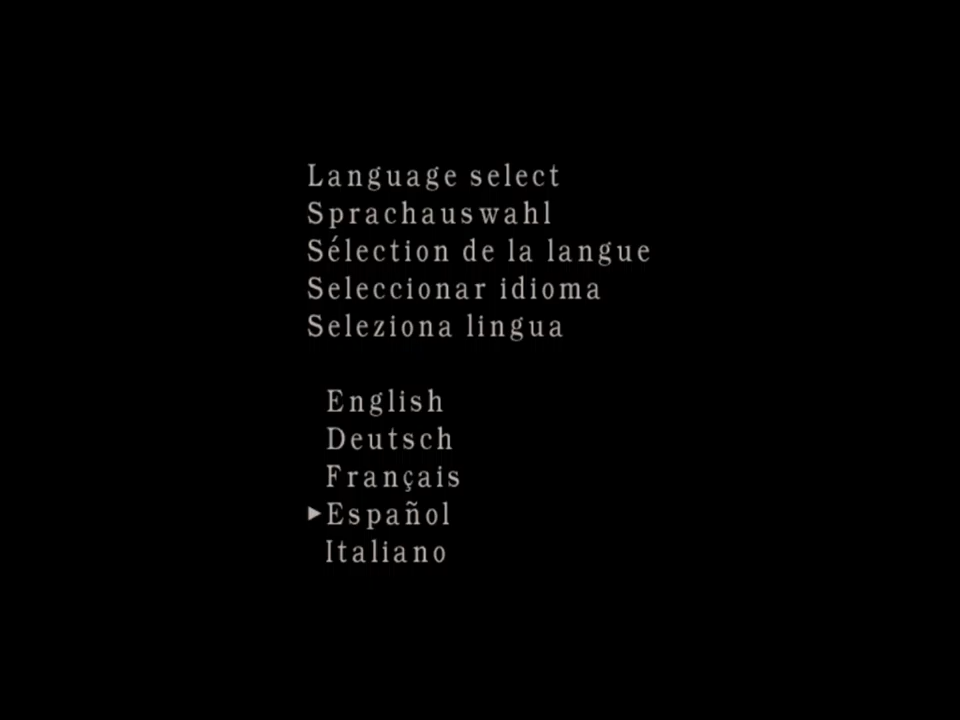 Language select
Sprachauswahl
Sélection de la langue
Seleccionar idioma
Seleziona lingua
English
Deutsch
Français
►Español
Italiano